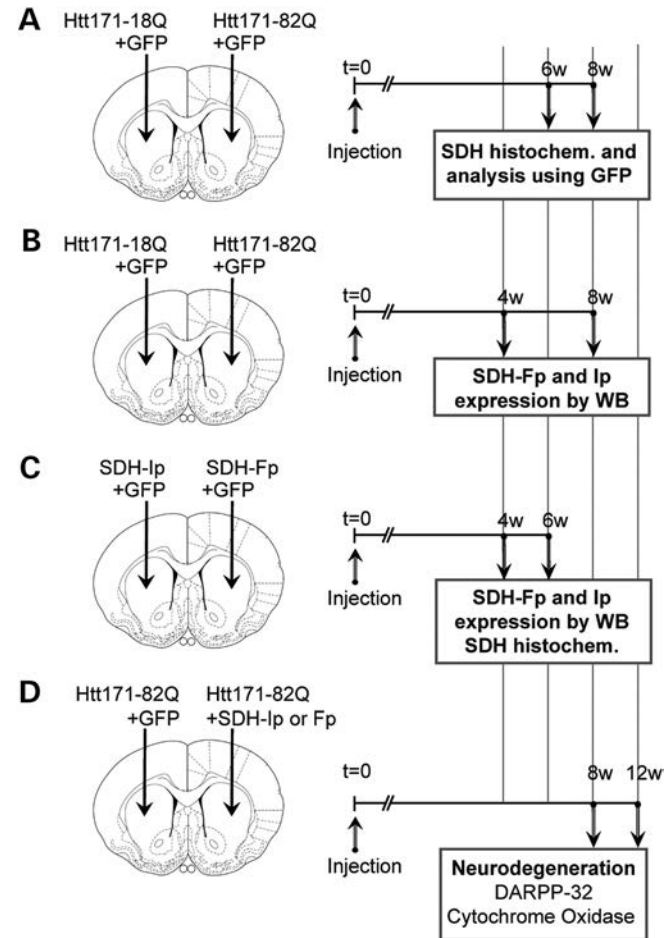 A
Htt171-18Q Htt171-82Q
+GFP +GFP
t=0 6w 8w
Injection
SDH histochem. and
analysis using GFP
B
Htt171-18Q Htt171-82Q
+GFP +GFP
t=0 4w 8w
Injection
SDH-Fp and Ip
expression by WB
C
SDH-Ip SDH-Fp
+GFP +GFP
t=0 4w 6w
Injection
SDH-Fp and Ip
expression by WB
SDH histochem.
D
Htt171-82Q Htt171-82Q
+GFP +SDH-Ip or Fp
t=0 8w 12w
Injection
Neurodegeneration
DARPP-32
Cytochrome Oxidase